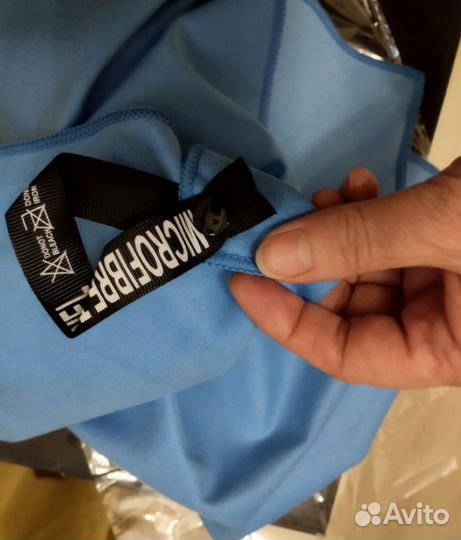 MICROFIBRE
DO NOT
BLEACH
DO NOT
IRON
Avito